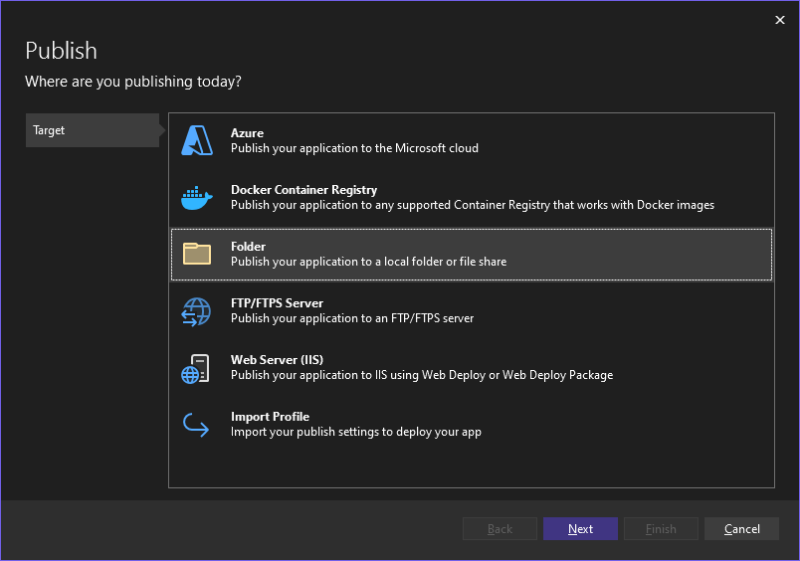 Publish
Where are you publishing today?
Target
Azure
Publish your application to the Microsoft cloud
Docker Container Registry
Publish your application to any supported Container Registry that works with Docker images
Folder
Publish your application to a local folder or file share
FTP/FTPS Server
Publish your application to an FTP/FTPS server
Web Server (IIS)
Publish your application to IIS using Web Deploy or Web Deploy Package
Import Profile
Import your publish settings to deploy your app
Back Next Finish Cancel